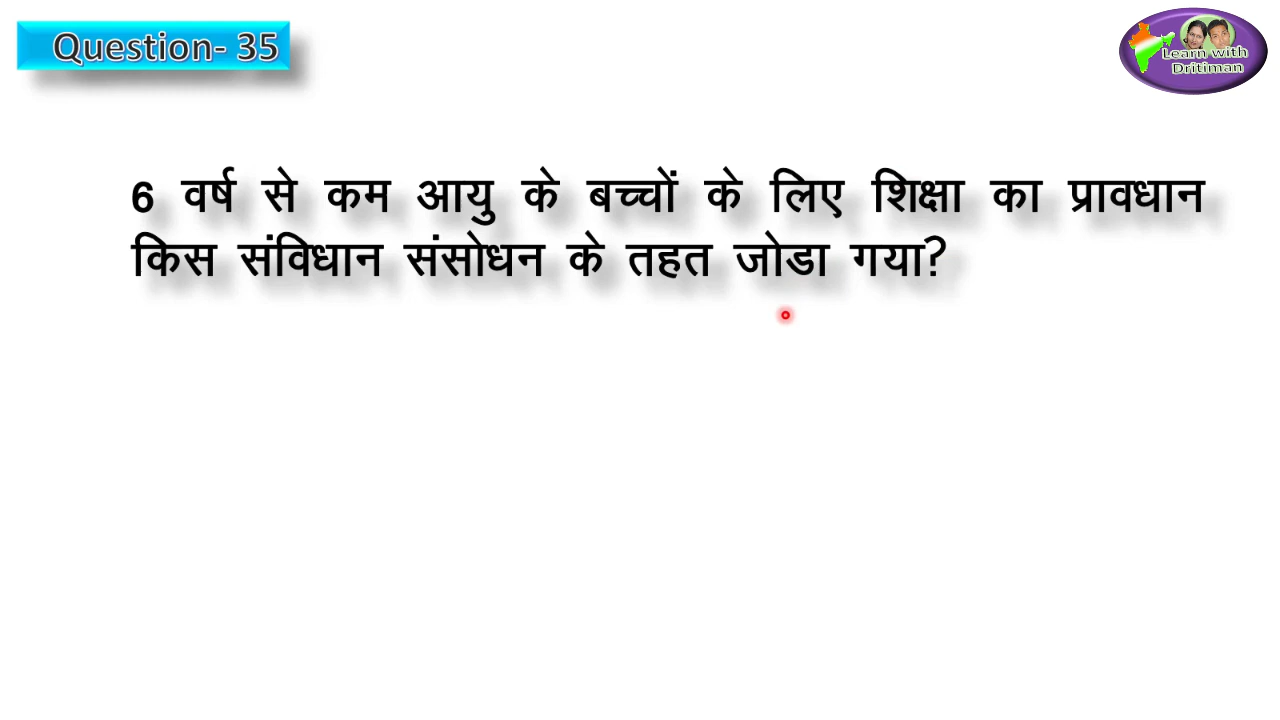 Question- 35
Learn with
Dritiman
6 वर्ष से कम आयु के बच्चों के लिए शिक्षा का प्रावधान
किस संविधान संसोधन के तहत जोडा गया?